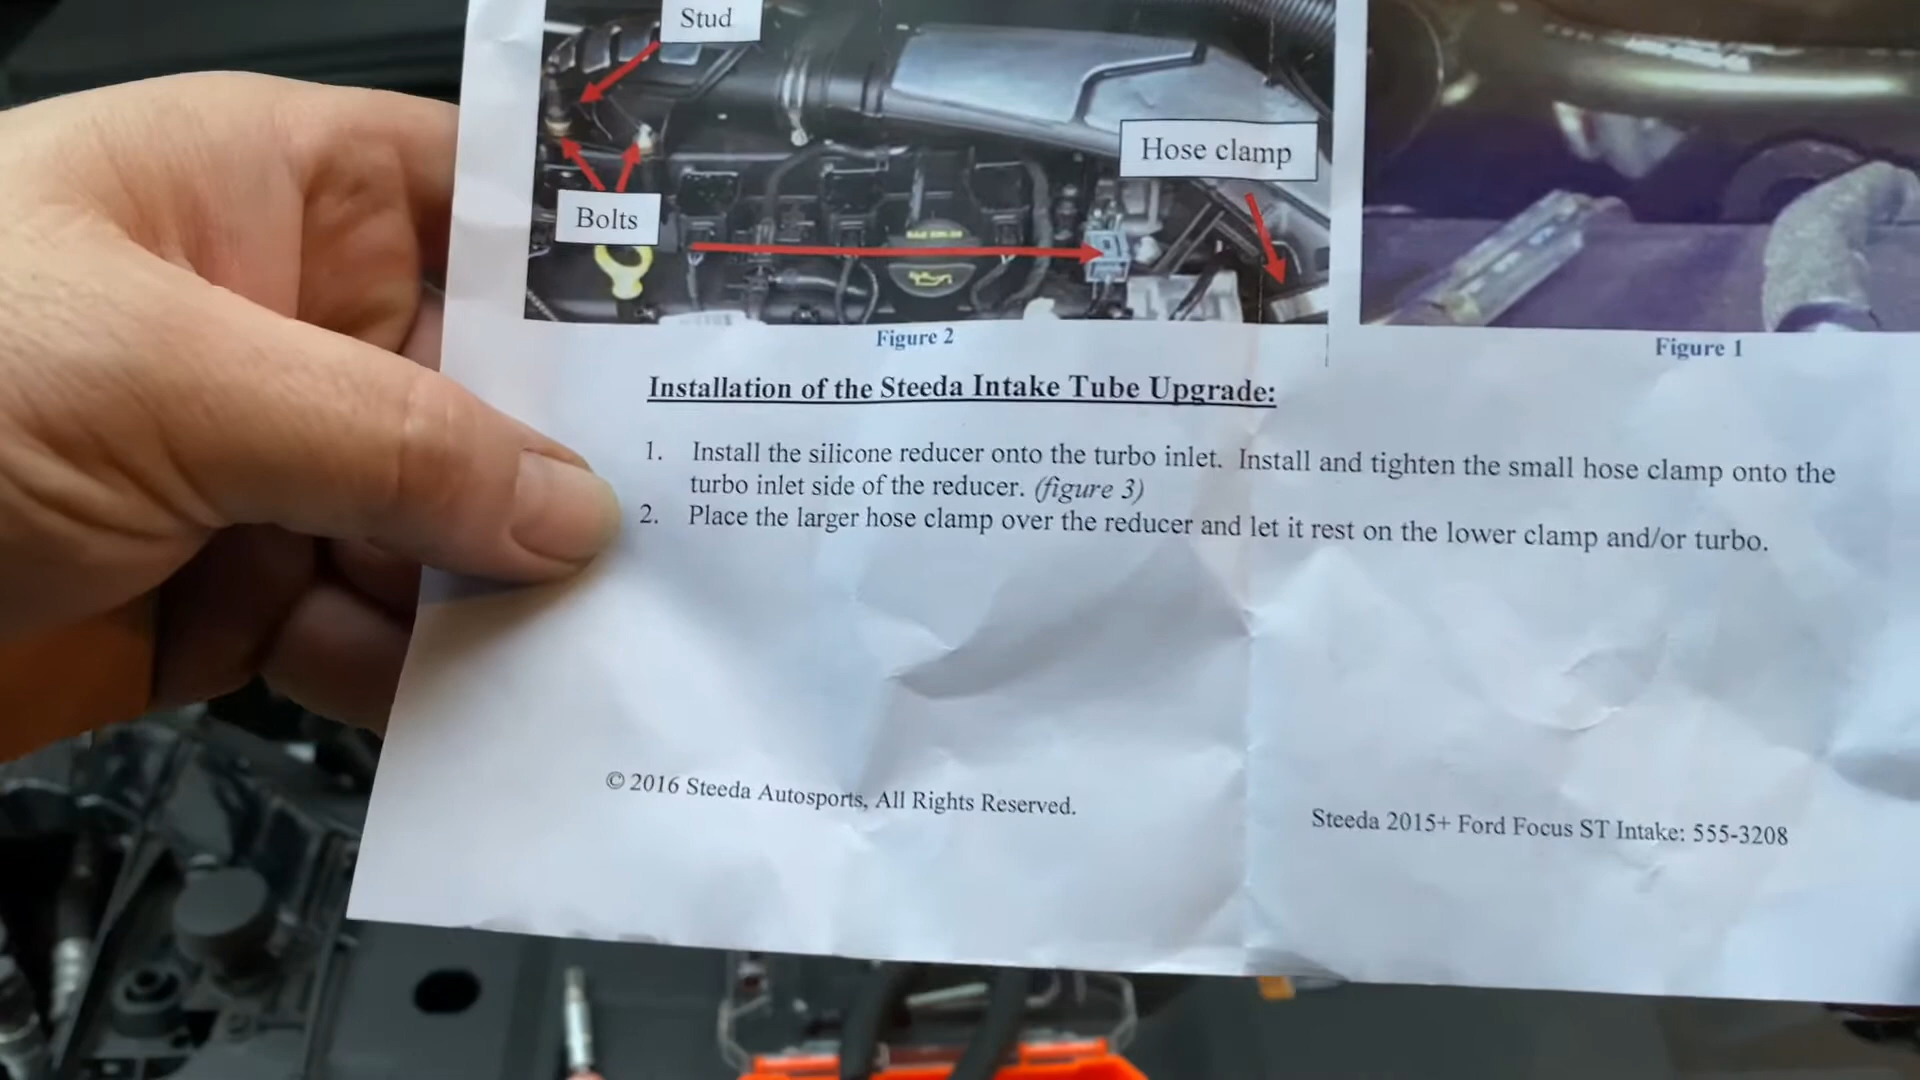 Stud
Hose clamp
Bolts
Figure 2
Figure 1
Installation of the Steeda Intake Tube Upgrade:
1. Install the silicone reducer onto the turbo inlet. Install and tighten the small hose clamp onto the
turbo inlet side of the reducer. (figure 3)
2. Place the larger hose clamp over the reducer and let it rest on the lower clamp and/or turbo.
© 2016 Steeda Autosports, All Rights Reserved.
Steeda 2015+ Ford Focus ST Intake: 555-3208